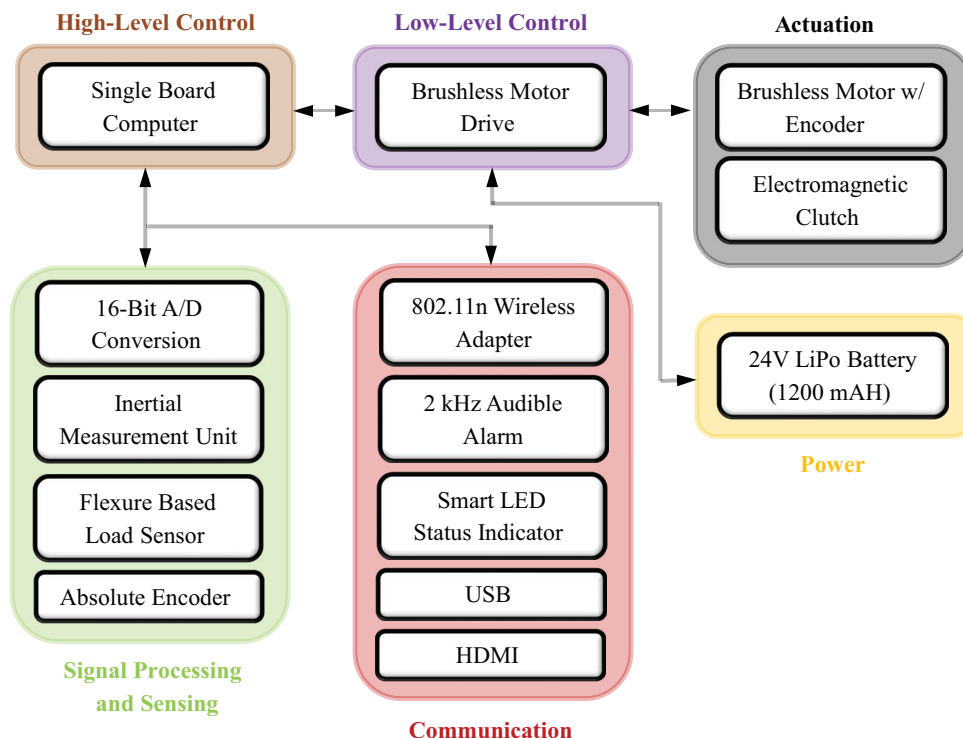 High-Level Control
Single Board
Computer
Low-Level Control
Brushless Motor
Drive
Actuation
Brushless Motor w/
Encoder
Electromagnetic
Clutch
16-Bit A/D
Conversion
Inertial
Measurement Unit
Flexure Based
Load Sensor
Absolute Encoder
Signal Processing
and Sensing
802.11n Wireless
Adapter
2 kHz Audible
Alarm
Smart LED
Status Indicator
USB
HDMI
Communication
24V LiPo Battery
(1200 mAH)
Power